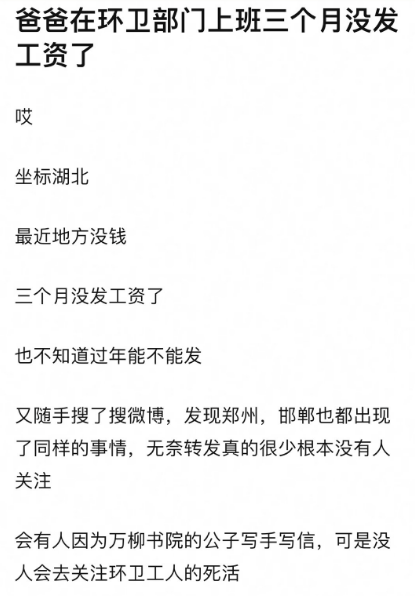 爸爸在环卫部门上班三个月没发
工资了
哎
坐标湖北
最近地方没钱
三个月没发工资了
也不知道过年能不能发
又随手搜了搜微博，发现郑州，邯郸也都出现
了同样的事情，无奈转发真的很少根本没有人
关注
会有人因为万柳书院的公子写手写信，可是没
人会去关注环卫工人的死活